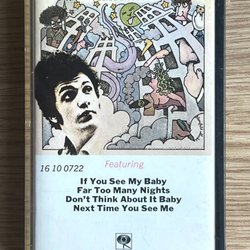 16 10 0722
Featuring
If You See My Baby
Far Too Many Nights
Don't Think About It Baby
Next Time You See Me